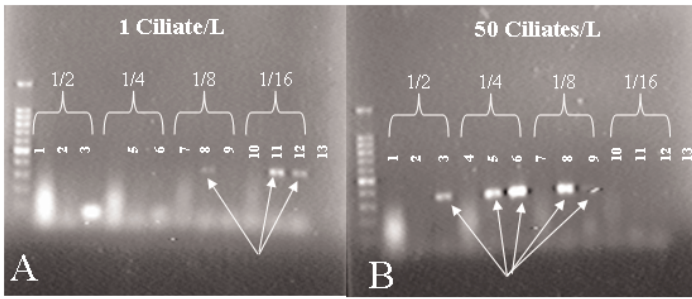 1 Ciliate/L
1/2 1/4 1/8 1/16
1 2 3 5 6 7 8 9 10 11 12 13
A
50 Ciliates/L
1/2 1/4 1/8 1/16
1 2 3 4 5 6 7 8 9 10 11 12 13
B